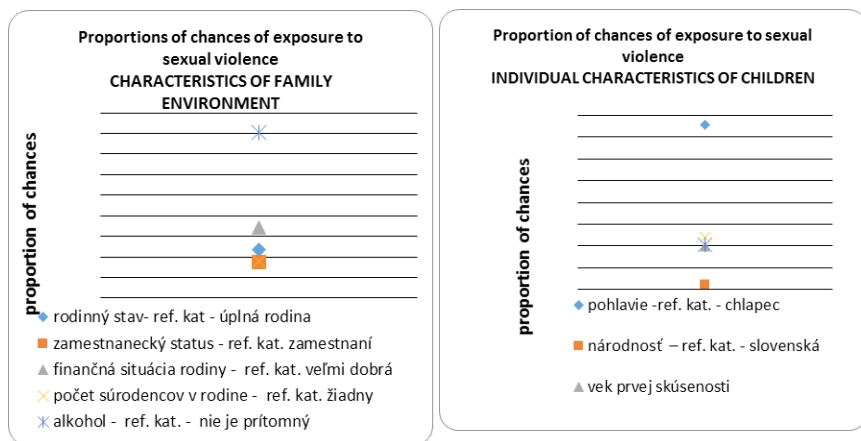 Proportions of chances of exposure to
sexual violence
CHARACTERISTICS OF FAMILY
ENVIRONMENT
proportion of chances
rodinný stav- ref. kat - úplná rodina
zamestnanecký status - ref. kat. zamestnaní
finančná situácia rodiny - ref. kat. veľmi dobrá
počet súrodencov v rodine - ref. kat. žiadny
alkohol - ref. kat. - nie je prítomný
Proportion of chances of exposure to sexual
violence
INDIVIDUAL CHARACTERISTICS OF CHILDREN
proportion of chances
pohlavie -ref. kat. - chlapec
národnosť – ref. kat. - slovenská
vek prvej skúsenosti